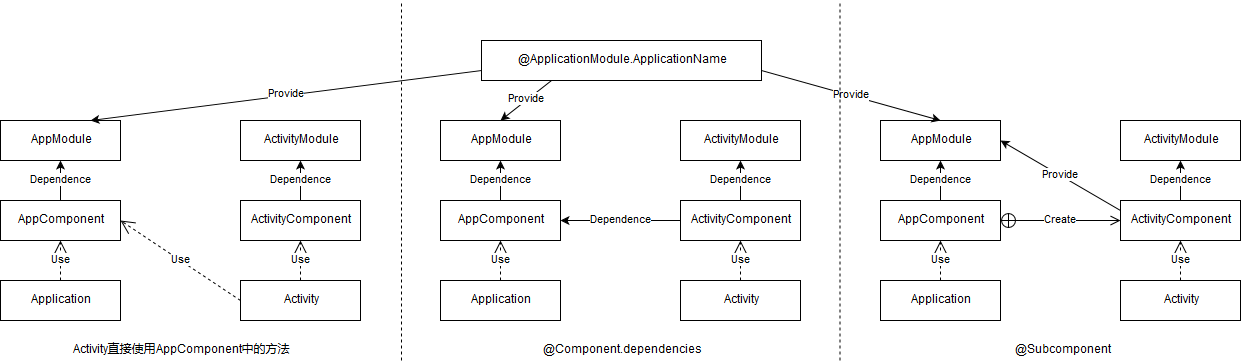 @ApplicationModule.ApplicationName
Provide
Provide
Provide
AppModule
ActivityModule
AppModule
ActivityModule
AppModule
ActivityModule
Dependence
Dependence
Dependence
Dependence
Dependence
Provide
Dependence
AppComponent
ActivityComponent
AppComponent
Dependence
ActivityComponent
AppComponent
Create
ActivityComponent
Use
Use
Use
Use
Use
Use
Use
Application
Activity
Application
Activity
Application
Activity
Activity直接使用AppComponent中的方法
@Component.dependencies
@Subcomponent